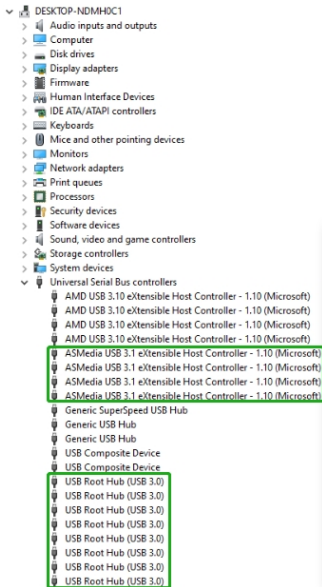 DESKTOP-NDMH0C1
Audio inputs and outputs
Computer
Disk drives
Display adapters
Firmware
Human Interface Devices
IDE ATA/ATAPI controllers
Keyboards
Mice and other pointing devices
Monitors
Network adapters
Print queues
Processors
Security devices
Software devices
Sound, video and game controllers
Storage controllers
System devices
Universal Serial Bus controllers
AMD USB 3.10 eXtensible Host Controller - 1.10 (Microsoft)
AMD USB 3.10 eXtensible Host Controller - 1.10 (Microsoft)
AMD USB 3.10 eXtensible Host Controller - 1.10 (Microsoft)
AMD USB 3.10 eXtensible Host Controller - 1.10 (Microsoft)
ASMedia USB 3.1 eXtensible Host Controller - 1.10 (Microsoft)
ASMedia USB 3.1 eXtensible Host Controller - 1.10 (Microsoft)
ASMedia USB 3.1 eXtensible Host Controller - 1.10 (Microsoft)
ASMedia USB 3.1 eXtensible Host Controller - 1.10 (Microsoft)
Generic SuperSpeed USB Hub
Generic USB Hub
Generic USB Hub
USB Composite Device
USB Composite Device
USB Root Hub (USB 3.0)
USB Root Hub (USB 3.0)
USB Root Hub (USB 3.0)
USB Root Hub (USB 3.0)
USB Root Hub (USB 3.0)
USB Root Hub (USB 3.0)
USB Root Hub (USB 3.0)
USB Root Hub (USB 3.0)